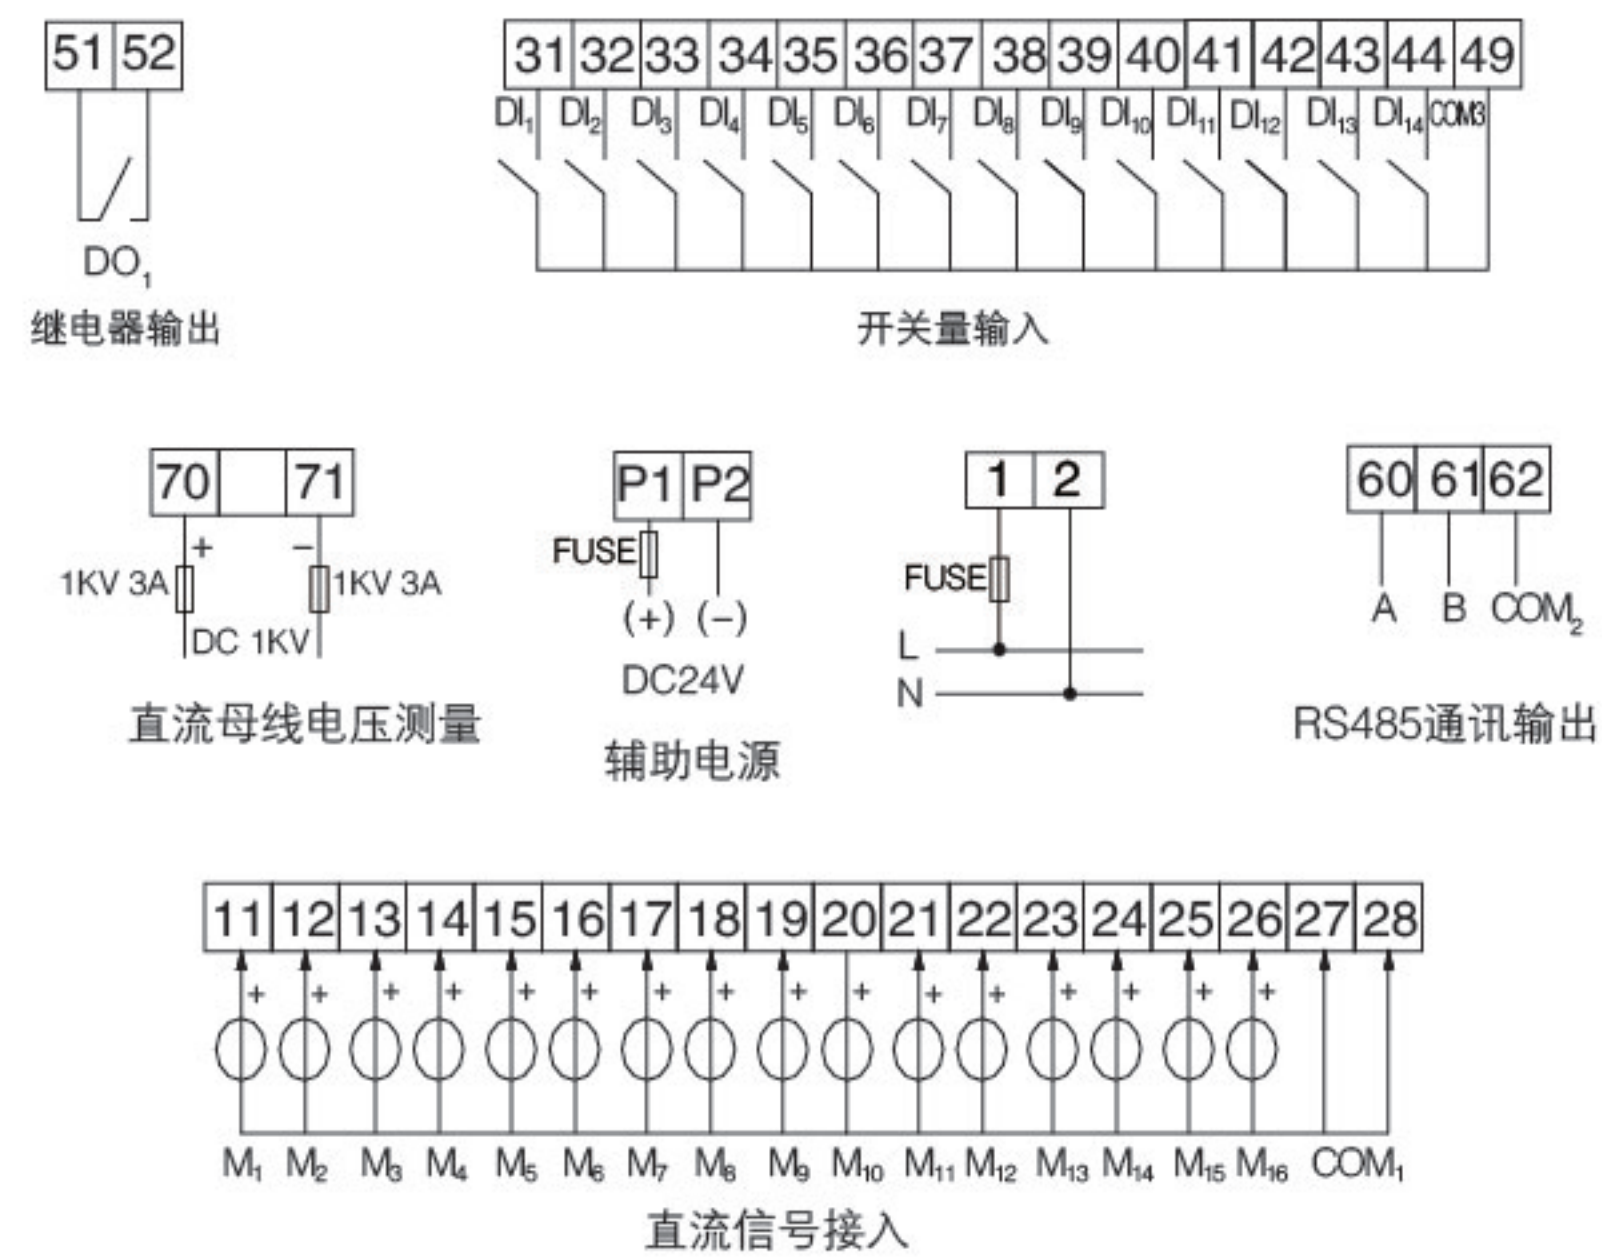 51 52
DO1
继电器输出
31 32 33 34 35 36 37 38 39 40 41 42 43 44 49
DI1 DI2 DI3 DI4 DI5 DI6 DI7 DI8 DI9 DI10 DI11 DI12 DI13 DI14 COM3
开关量输入
70 71
+ −
1KV 3A 1KV 3A
DC 1KV
直流母线电压测量
P1 P2
FUSE
(+) (−)
DC24V
辅助电源
1 2
FUSE
L
N
60 61 62
A B COM2
RS485通讯输出
11 12 13 14 15 16 17 18 19 20 21 22 23 24 25 26 27 28
+ + + + + + + + + + + + + + + +
M1 M2 M3 M4 M5 M6 M7 M8 M9 M10 M11 M12 M13 M14 M15 M16 COM1
直流信号接入